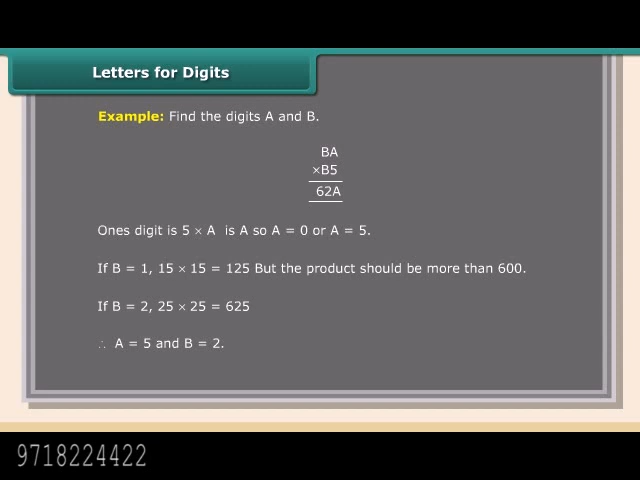 Letters for Digits
Example: Find the digits A and B.
BA
×B5
62A
Ones digit is 5 × A is A so A = 0 or A = 5.
If B = 1, 15 × 15 = 125 But the product should be more than 600.
If B = 2, 25 × 25 = 625
∴ A = 5 and B = 2.
9718224422